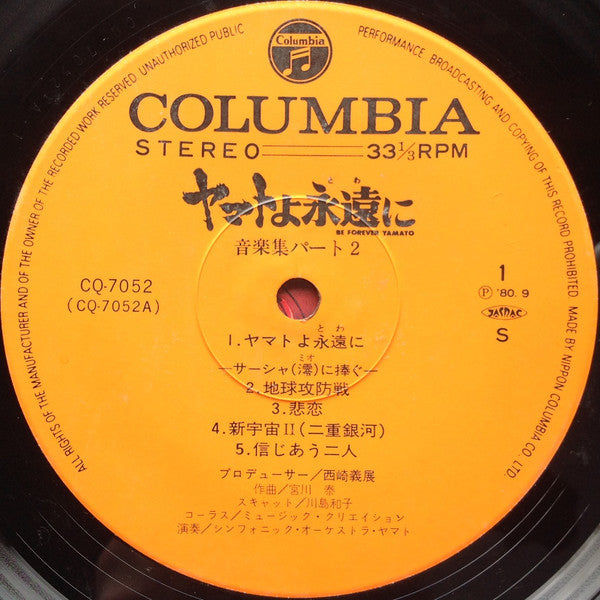 ALL RIGHTS OF THE MANUFACTURER AND OF THE OWNER OF THE RECORDED WORK RESERVED UNAUTHORIZED PUBLIC PERFORMANCE, BROADCASTING AND COPYING OF THIS RECORD PROHIBITED MADE BY NIPPON COLUMBIA CO., LTD.
Columbia
COLUMBIA
STEREO 33⅓RPM
とわ
ヤマトよ永遠に
BE FOREVER YAMATO
音楽集パート2
CQ-7052
(CQ-7052A)
1
Ⓟ '80. 9
JASRAC
S
とわ
1.ヤマトよ永遠に
ミオ
―サーシャ(澪)に捧ぐ―
2.地球攻防戦
3.悲恋
4.新宇宙II(二重銀河)
5.信じあう二人
プロデューサー/西崎義展
作曲/宮川 泰
スキャット/川島和子
コーラス/ミュージック・クリエイション
演奏/シンフォニック・オーケストラ・ヤマト